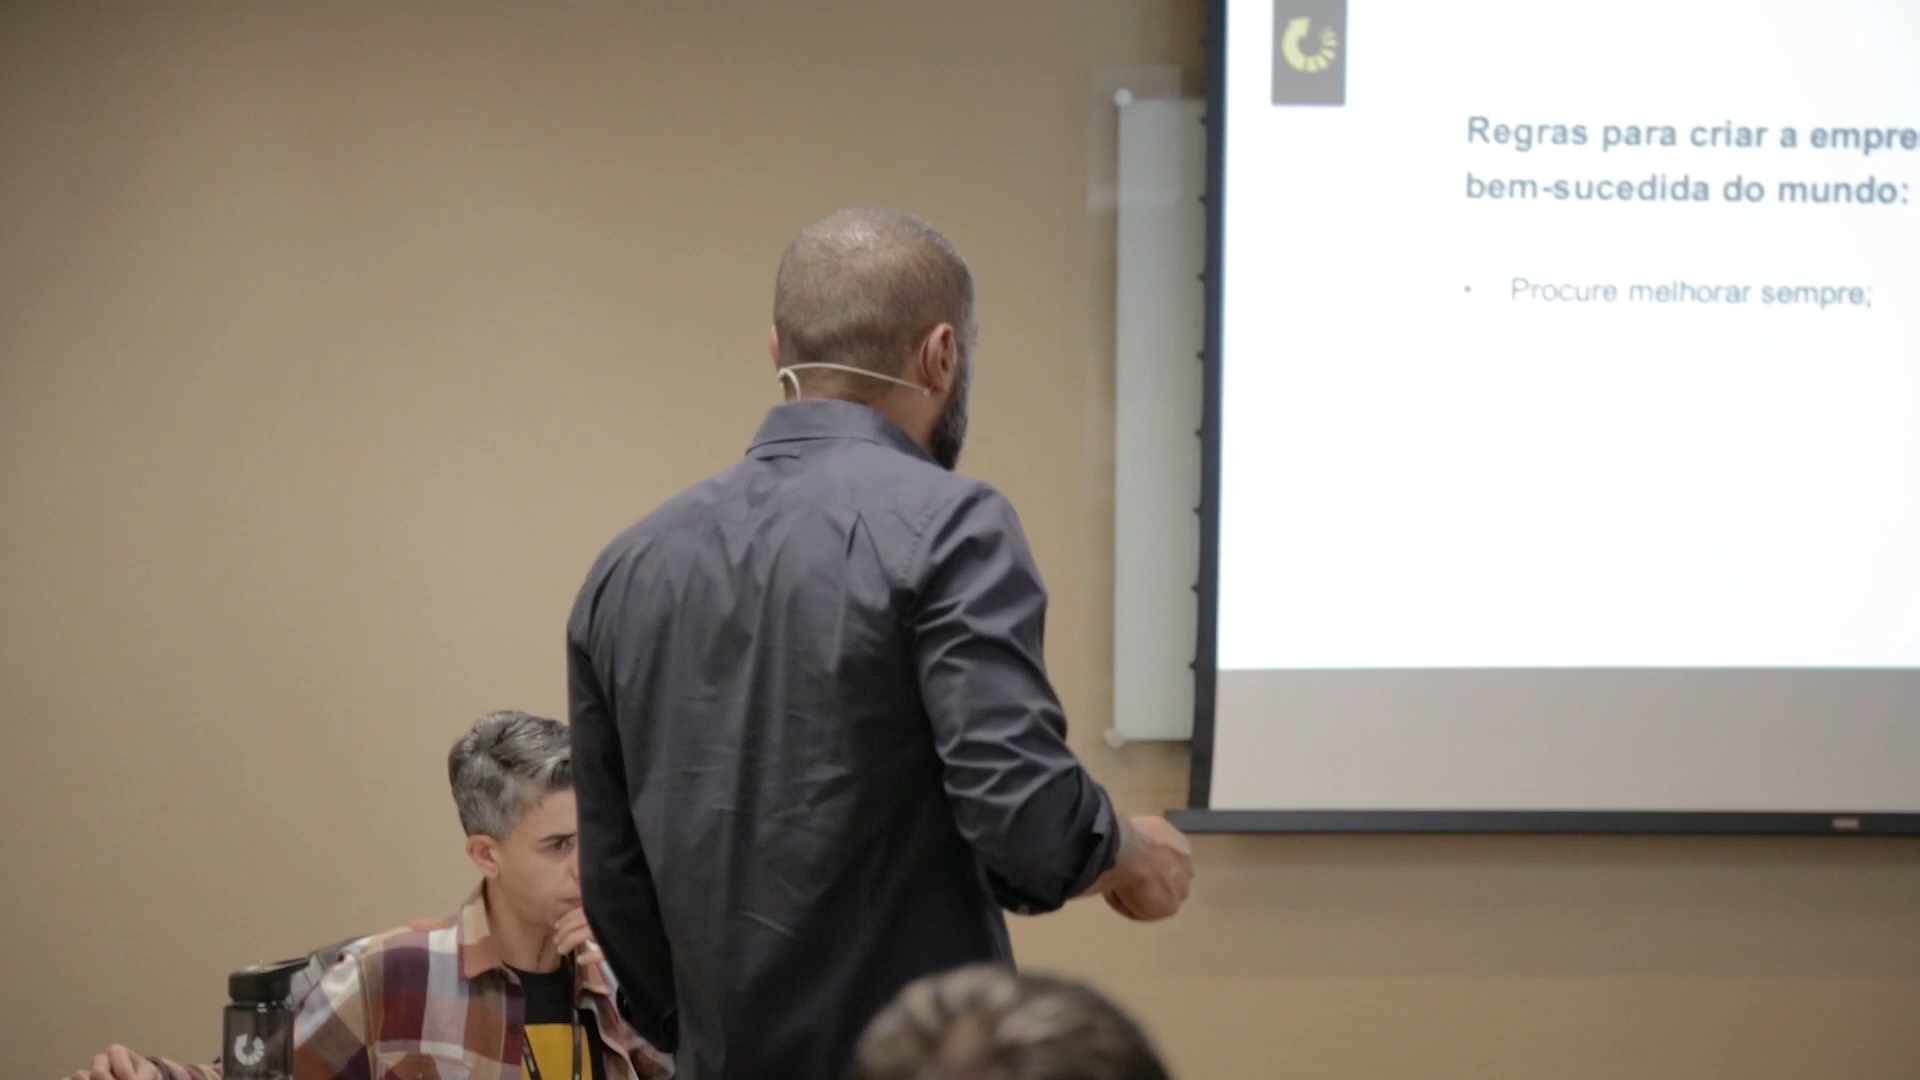 Regras para criar a empre
bem-sucedida do mundo:
• Procure melhorar sempre;